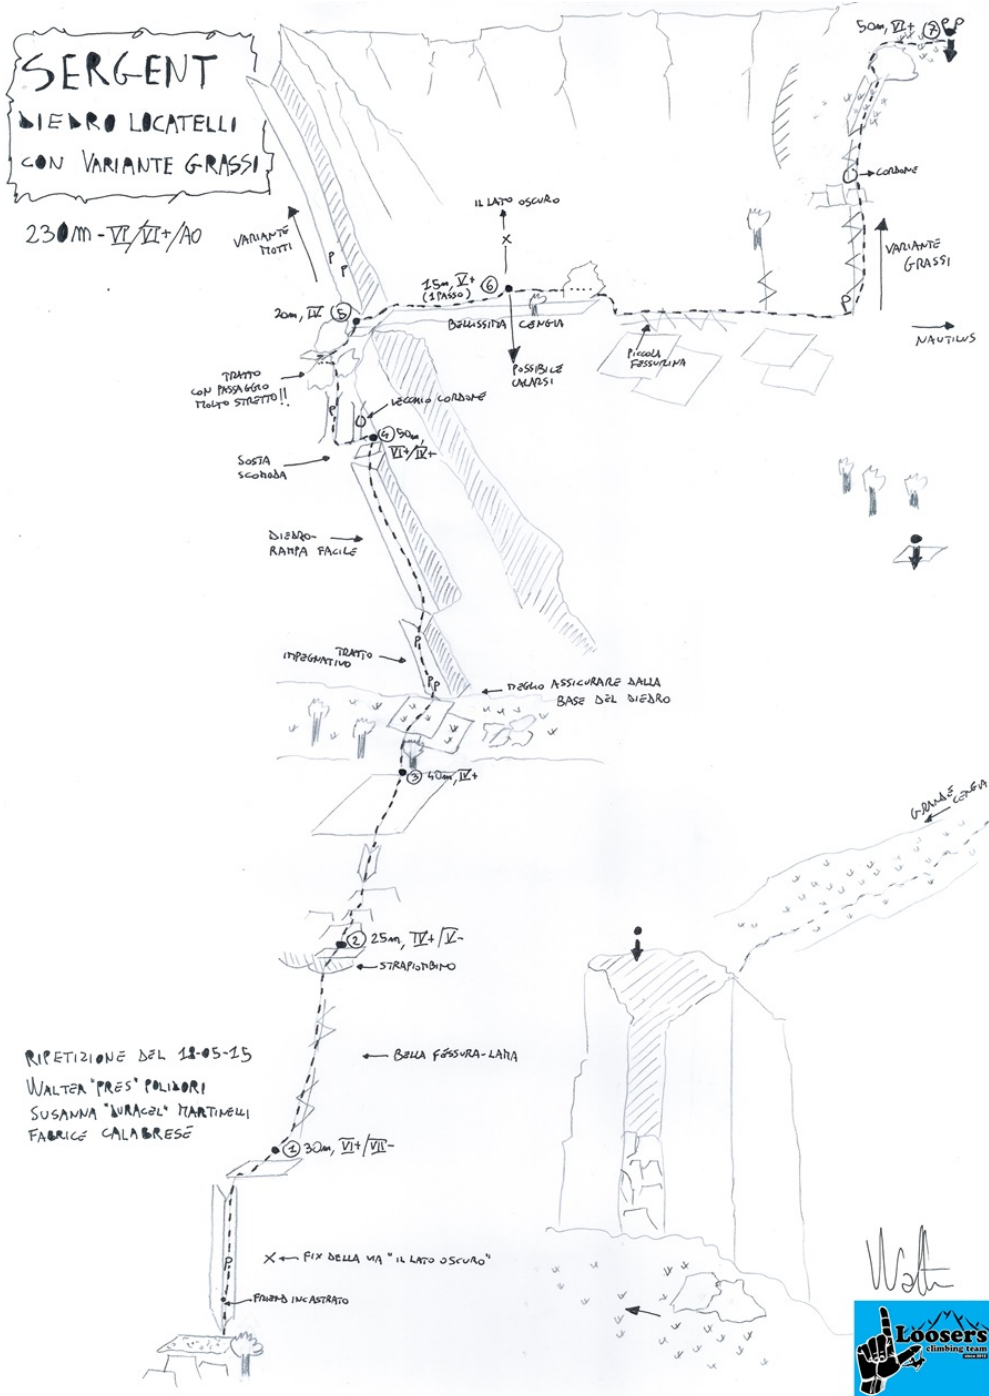 SERGENT
DIEDRO LOCATELLI
CON VARIANTE GRASSI
230m - VI/VI+/A0
50m, VI+ 7
CORDONE
IL LATO OSCURO
X
VARIANTE
MOTTI
P P
VARIANTE
GRASSI
15m, V+ 6
(1 PASSO)
20m, IV 5
BELLISSIMA CENGIA
P
NAUTILUS
PICCOLA
FESSURINA
POSSIBILE
CALARSI
TRATTO
CON PASSAGGIO
MOLTO STRETTO!!
VECCHIO CORDONE
P
4 50m,
VI+/IV+
SOSTA
SCOMODA
DIEDRO-
RAMPA FACILE
P
TRATTO
IMPEGNATIVO
P P
MEGLIO ASSICURARE DALLA
BASE DEL DIEDRO
3 40m, IV+
GRANDE
CENGIA
2 25m, IV+/V-
STRAPIOMBINO
BELLA FESSURA-LAMA
RIPETIZIONE DEL 18-05-15
WALTER "PRES" POLIDORI
SUSANNA "DURACEL" MARTINELLI
FABRICE CALABRESE
1 30m, VI+/VII-
X ← FIX DELLA VIA "IL LATO OSCURO"
P
FRIEND INCASTRATO
Loosers
climbing team